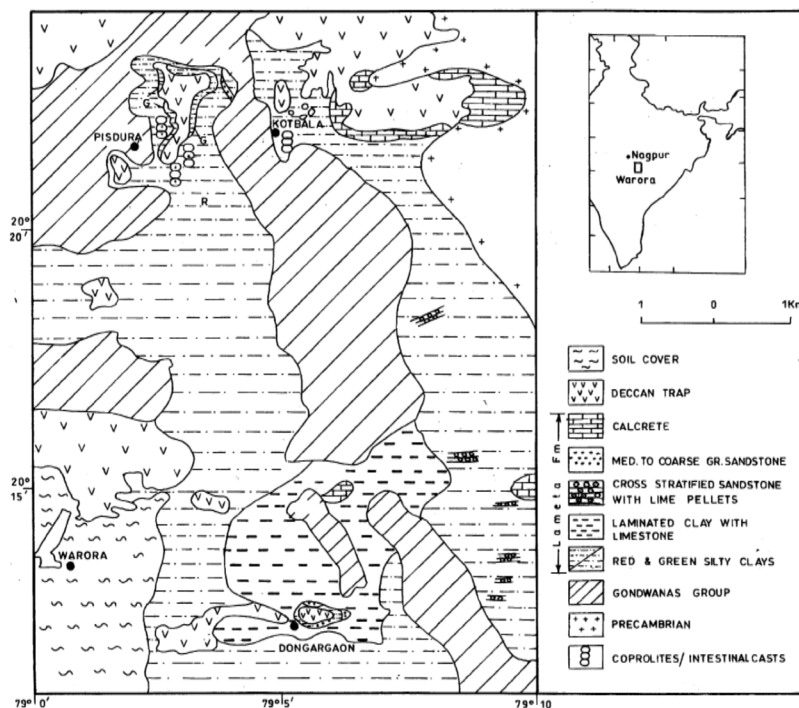 G
PISDURA
G
KOTBALA
R
20°
20'
20°
15'
WARORA
DONGARGAON
79° 0'
79° 5'
79° 10
Nagpur
Warora
1 0 1Km
SOIL COVER
DECCAN TRAP
CALCRETE
MED. TO COARSE GR. SANDSTONE
CROSS STRATIFIED SANDSTONE
WITH LIME PELLETS
LAMINATED CLAY WITH
LIMESTONE
RED & GREEN SILTY CLAYS
GONDWANAS GROUP
PRECAMBRIAN
COPROLITES/ INTESTINAL CASTS
Lameta Fm